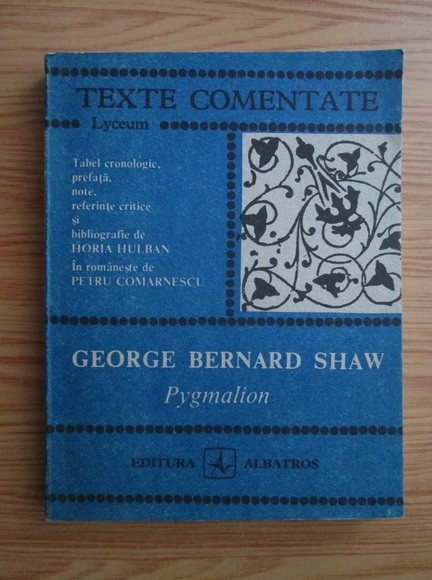 TEXTE COMENTATE
Lyceum
Tabel cronologic,
prefață,
note,
referințe critice
și
bibliografie de
HORIA HULBAN
În românește de
PETRU COMARNESCU
GEORGE BERNARD SHAW
Pygmalion
EDITURA ALBATROS